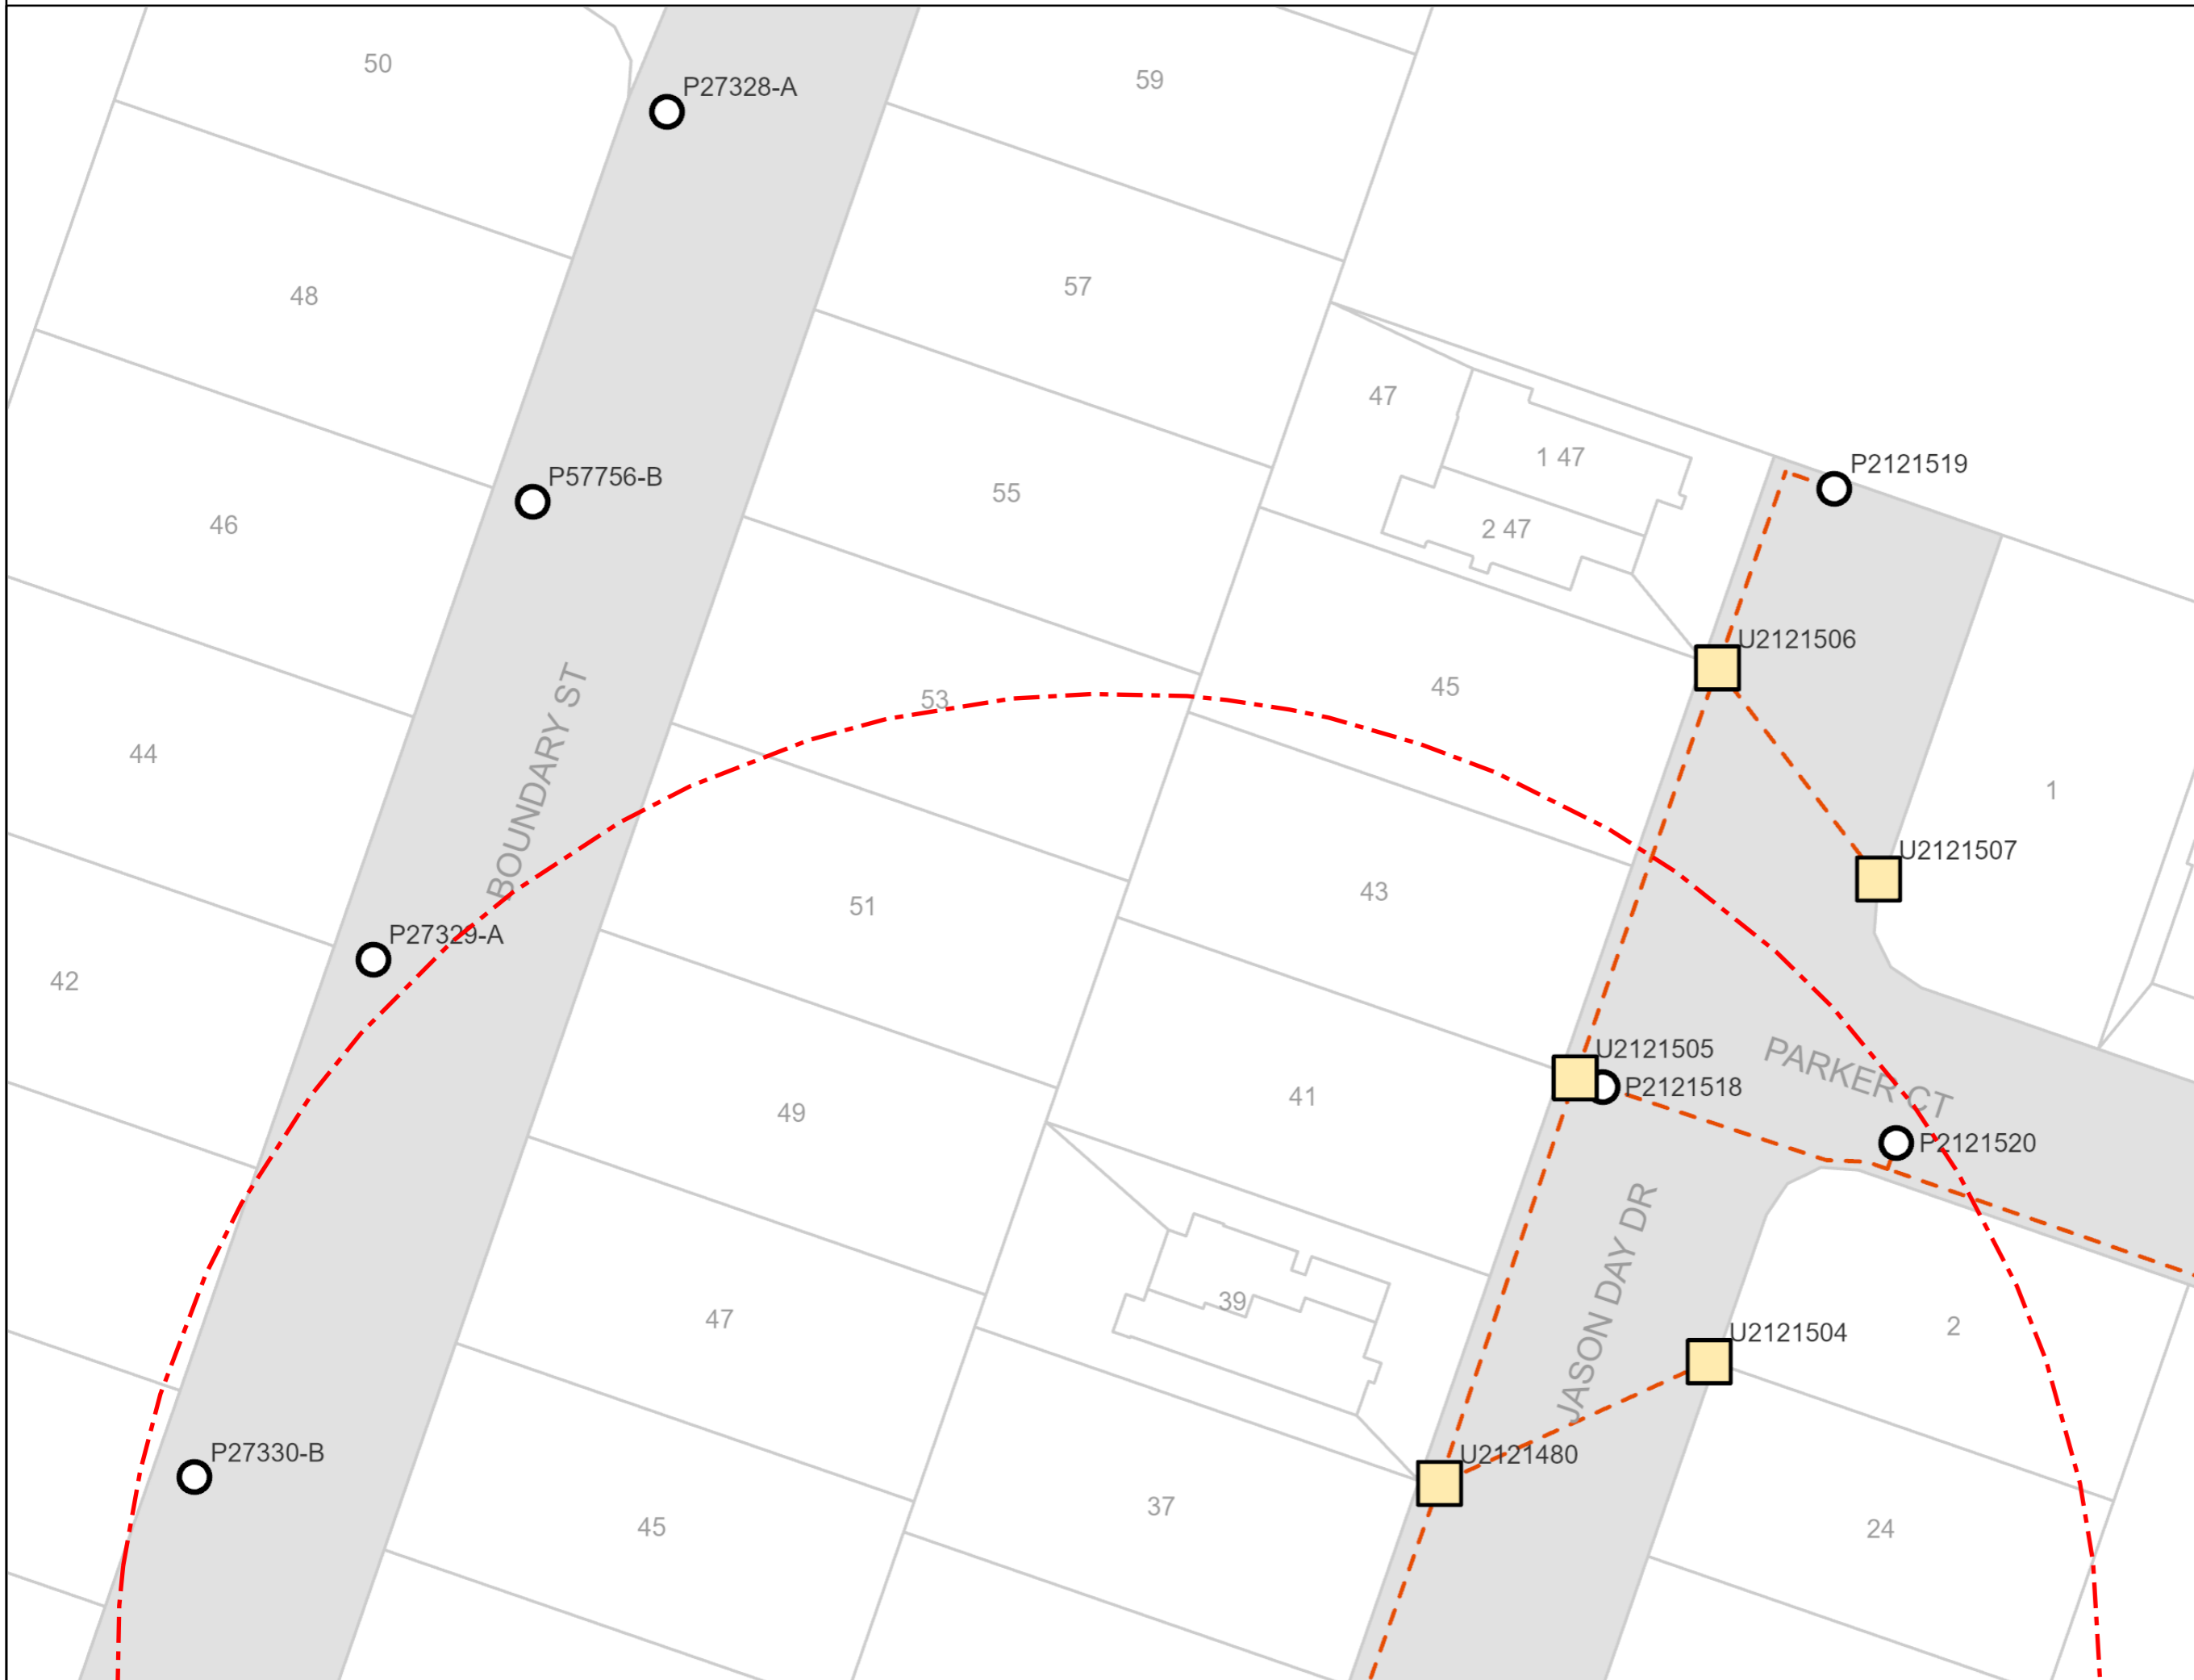 50
P27328-A
59
48
57
47
1 47
P2121519
P57756-B
55
46
2 47
U2121506
45
53
44
BOUNDARY ST
1
U2121507
43
51
P27329-A
42
U2121505
PARKER CT
P2121518
41
49
P2121520
JASON DAY DR
39
47
2
U2121504
P27330-B
U2121480
37
45
24